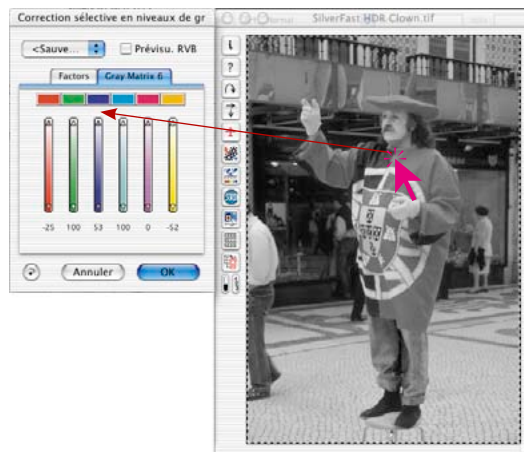 Correction sélective en niveaux de gr
<Sauve...
Prévisu. RVB
Factors
Gray Matrix 6
-25 100 53 100 0 -52
Annuler
OK
SilverFast HDR Clown.tif